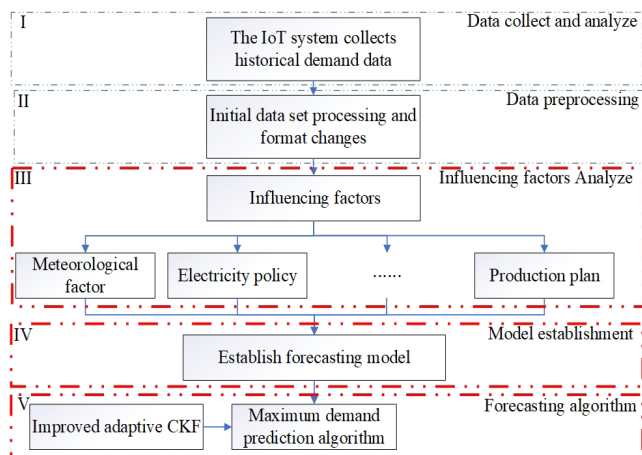 I
Data collect and analyze
The IoT system collects
historical demand data
II
Data preprocessing
Initial data set processing and
format changes
III
Influencing factors Analyze
Influencing factors
Meteorological
factor
Electricity policy
......
Production plan
IV
Model establishment
Establish forecasting model
V
Forecasting algorithm
Improved adaptive CKF
Maximum demand
prediction algorithm